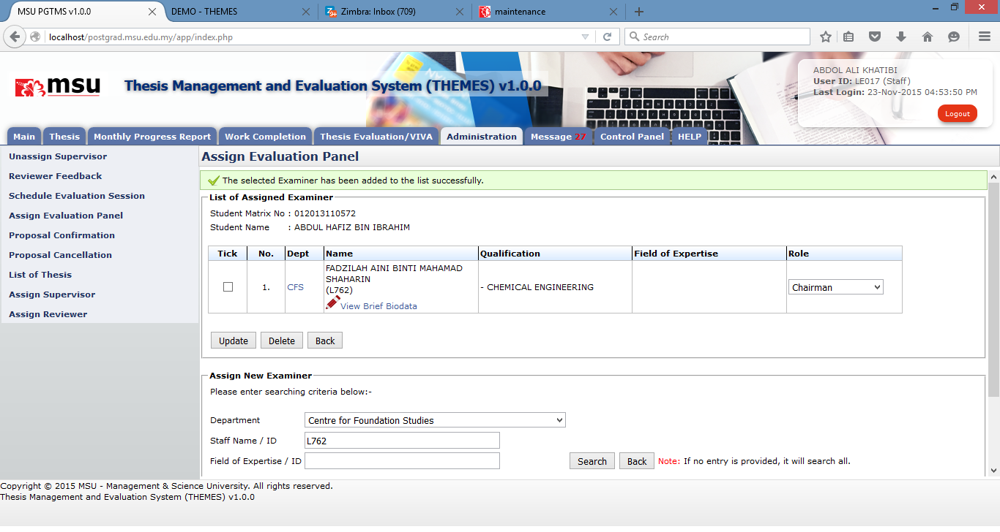 MSU PGTMS v1.0.0
DEMO - THEMES
Zimbra: Inbox (709)
maintenance
localhost/postgrad.msu.edu.my/app/index.php
Search
msu
Thesis Management and Evaluation System (THEMES) v1.0.0
ABDOL ALI KHATIBI
User ID: LE017 (Staff)
Last Login: 23-Nov-2015 04:53:50 PM
Logout
Main Thesis Monthly Progress Report Work Completion Thesis Evaluation/VIVA Administration Message 27 Control Panel HELP
Unassign Supervisor
Reviewer Feedback
Schedule Evaluation Session
Assign Evaluation Panel
Proposal Confirmation
Proposal Cancellation
List of Thesis
Assign Supervisor
Assign Reviewer
Assign Evaluation Panel
The selected Examiner has been added to the list successfully.
List of Assigned Examiner
Student Matrix No : 012013110572
Student Name : ABDUL HAFIZ BIN IBRAHIM
Tick No. Dept Name Qualification Field of Expertise Role
1. CFS FADZILAH AINI BINTI MAHAMAD
SHAHARIN
(L762)
View Brief Biodata
- CHEMICAL ENGINEERING
Chairman
Update Delete Back
Assign New Examiner
Please enter searching criteria below:-
Department Centre for Foundation Studies
Staff Name / ID L762
Field of Expertise / ID Search Back Note: If no entry is provided, it will search all.
Copyright © 2015 MSU - Management & Science University. All rights reserved.
Thesis Management and Evaluation System (THEMES) v1.0.0